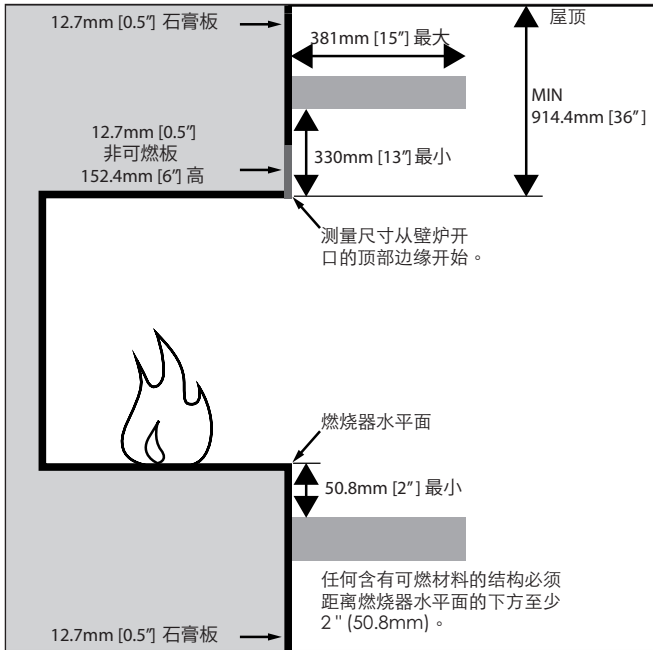 12.7mm [0.5″] 石膏板
屋顶
381mm [15″] 最大
MIN
914.4mm [36″]
12.7mm [0.5″]
非可燃板
152.4mm [6″] 高
330mm [13″] 最小
测量尺寸从壁炉开
口的顶部边缘开始。
燃烧器水平面
50.8mm [2″] 最小
任何含有可燃材料的结构必须
距离燃烧器水平面的下方至少
2 " (50.8mm)。
12.7mm [0.5″] 石膏板